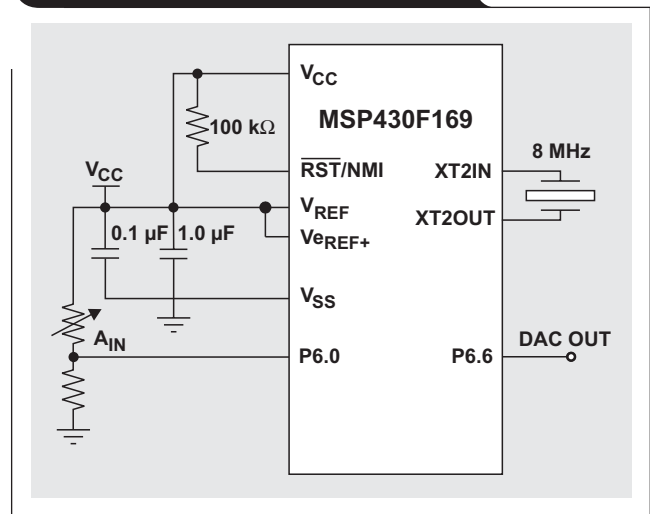 VCC
MSP430F169
100 kΩ
8 MHz
RST/NMI
XT2IN
VCC
VREF
XT2OUT
0.1 µF
1.0 µF
VeREF+
VSS
AIN
DAC OUT
P6.0
P6.6